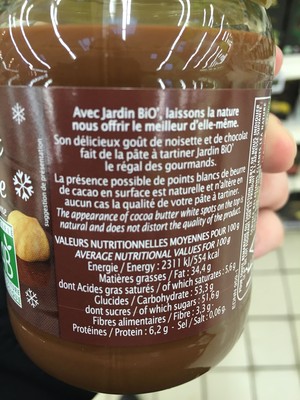 Avec Jardin BiO', laissons la nature
nous offrir le meilleur d'elle-même.
Son délicieux goût de noisette et de chocolat
fait de la pâte à tartiner Jardin BiO'
le régal des gourmands.
La présence possible de points blancs de beurre
de cacao en surface est naturelle et n'altère en
aucun cas la qualité de votre pâte à tartiner.
The appearance of cocoa butter white spots on the top is
natural and does not distort the quality of the product.
VALEURS NUTRITIONNELLES MOYENNES POUR 100 g
AVERAGE NUTRITIONAL VALUES FOR 100 g
Energie / Energy : 2311 kJ/554 kcal
Matières grasses / Fat : 34,4 g
dont Acides gras saturés / of which saturates : 5,6 g
Glucides / Carbohydrate : 53,3 g
dont sucres / of which sugars : 51,6 g
Fibres alimentaires / Fibre : 3,3 g
Protéines / Protein : 6,2 g - Sel / Salt : 0,06 g
suggestion de présentation